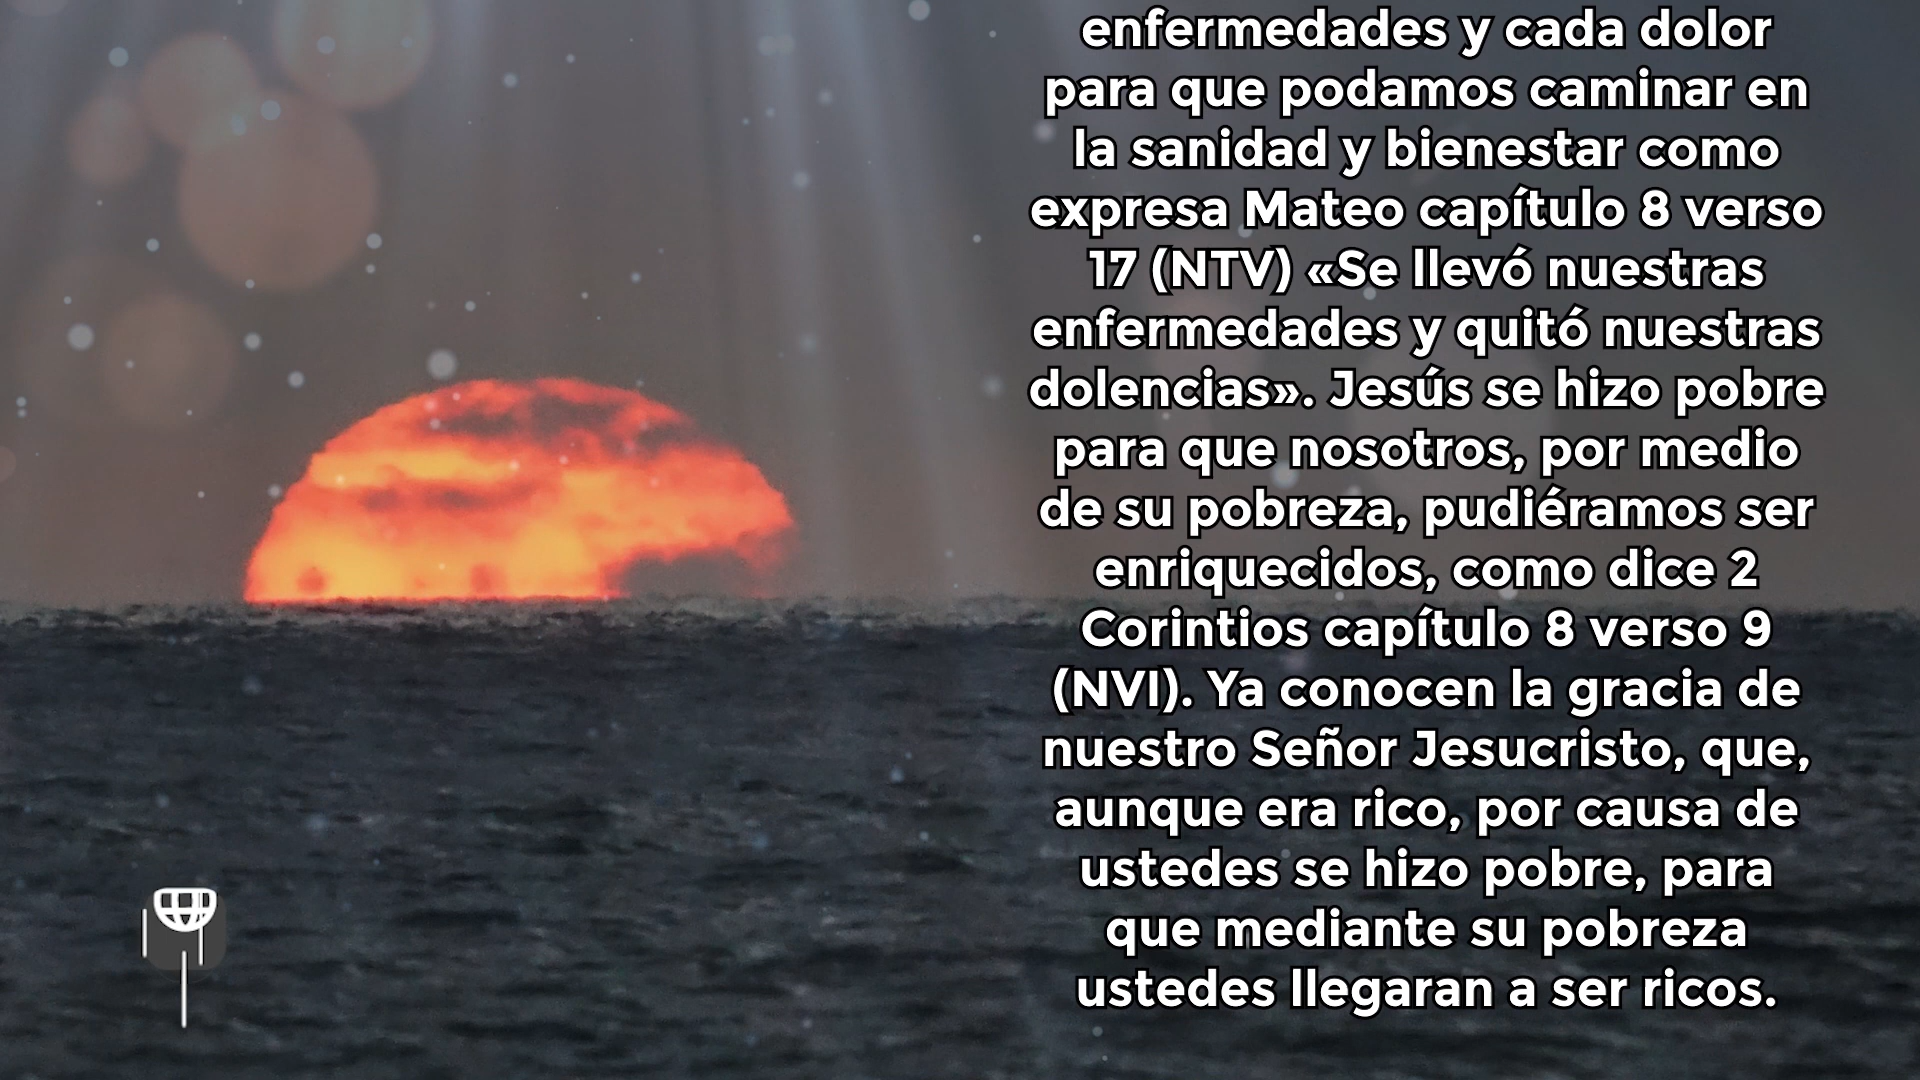 enfermedades y cada dolor
para que podamos caminar en
la sanidad y bienestar como
expresa Mateo capítulo 8 verso
17 (NTV) «Se llevó nuestras
enfermedades y quitó nuestras
dolencias». Jesús se hizo pobre
para que nosotros, por medio
de su pobreza, pudiéramos ser
enriquecidos, como dice 2
Corintios capítulo 8 verso 9
(NVI). Ya conocen la gracia de
nuestro Señor Jesucristo, que,
aunque era rico, por causa de
ustedes se hizo pobre, para
que mediante su pobreza
ustedes llegaran a ser ricos.